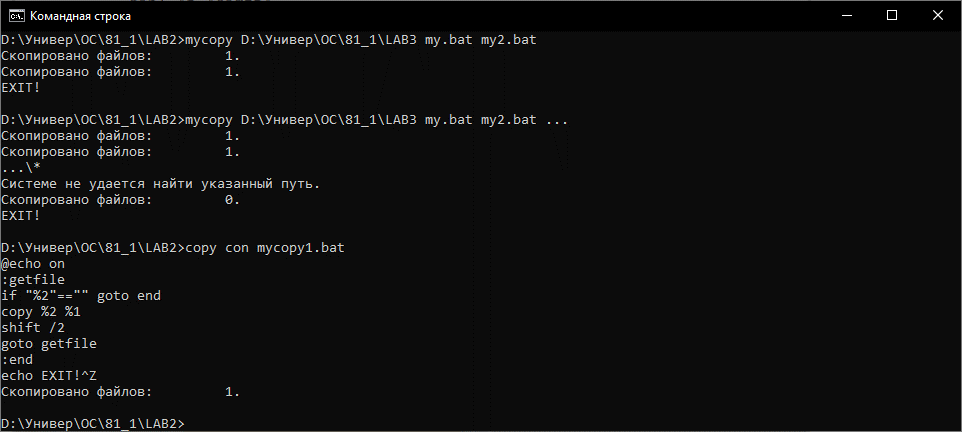 Командная строка
D:\Универ\ОС\81_1\LAB2>mycopy D:\Универ\ОС\81_1\LAB3 my.bat my2.bat
Скопировано файлов:         1.
Скопировано файлов:         1.
EXIT!
D:\Универ\ОС\81_1\LAB2>mycopy D:\Универ\ОС\81_1\LAB3 my.bat my2.bat ...
Скопировано файлов:         1.
Скопировано файлов:         1.
...\*
Системе не удается найти указанный путь.
Скопировано файлов:         0.
EXIT!
D:\Универ\ОС\81_1\LAB2>copy con mycopy1.bat
@echo on
:getfile
if "%2"=="" goto end
copy %2 %1
shift /2
goto getfile
:end
echo EXIT!^Z
Скопировано файлов:         1.
D:\Универ\ОС\81_1\LAB2>